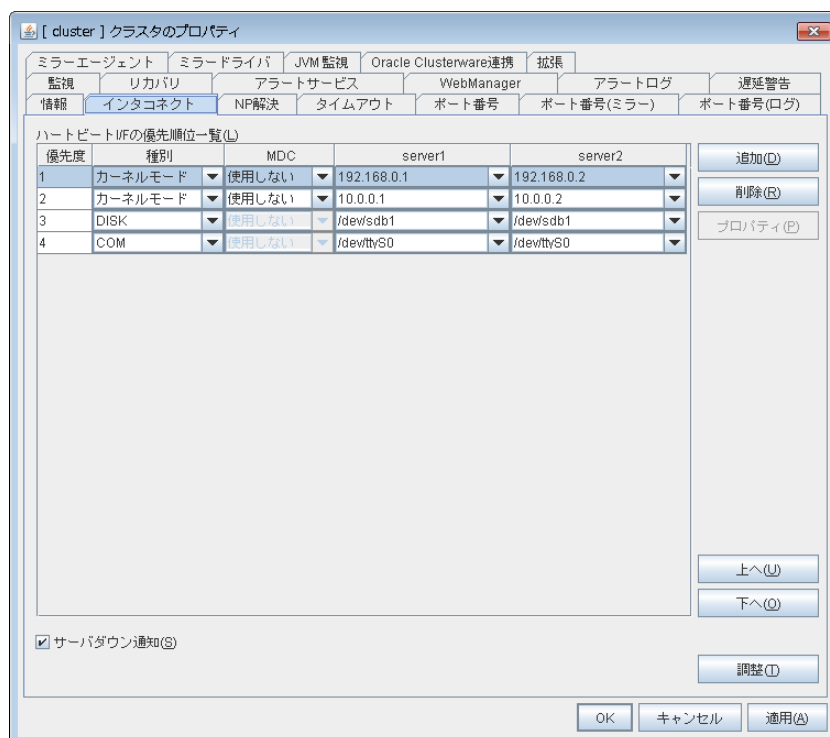 [ cluster ] クラスタのプロパティ
ミラーエージェント ミラードライバ JVM監視 Oracle Clusterware連携 拡張
監視 リカバリ アラートサービス WebManager アラートログ 遅延警告
情報 インタコネクト NP解決 タイムアウト ポート番号 ポート番号(ミラー) ポート番号(ログ)
ハートビートI/Fの優先順位一覧(L)
優先度 種別 MDC server1 server2
1 カーネルモード 使用しない 192.168.0.1 192.168.0.2
2 カーネルモード 使用しない 10.0.0.1 10.0.0.2
3 DISK 使用しない /dev/sdb1 /dev/sdb1
4 COM 使用しない /dev/ttyS0 /dev/ttyS0
追加(D)
削除(R)
プロパティ(P)
上へ(U)
下へ(O)
サーバダウン通知(S)
調整(T)
OK キャンセル 適用(A)